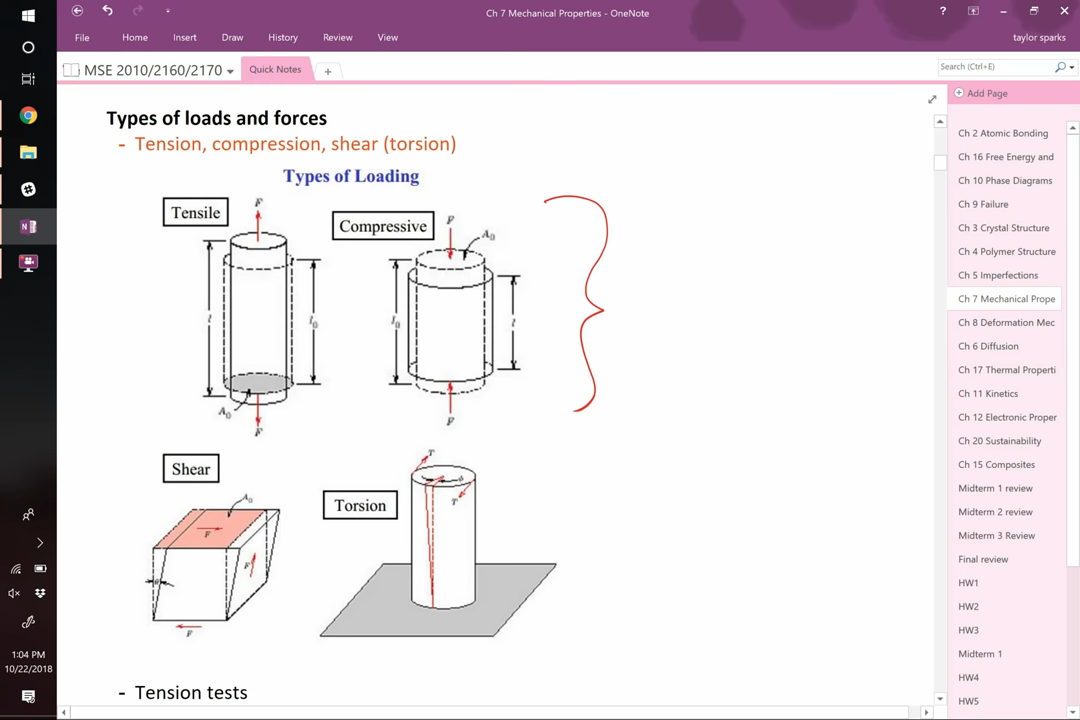 Ch 7 Mechanical Properties - OneNote
?
File Home Insert Draw History Review View
taylor sparks
MSE 2010/2160/2170
Quick Notes
+
Search (Ctrl+E)
Add Page
Types of loads and forces
- Tension, compression, shear (torsion)
Types of Loading
Tensile
F
l
l0
A0
F
Compressive
F
A0
l0
l
F
Shear
A0
F
F
θ
F
Torsion
T
T
- Tension tests
Ch 2 Atomic Bonding
Ch 16 Free Energy and
Ch 10 Phase Diagrams
Ch 9 Failure
Ch 3 Crystal Structure
Ch 4 Polymer Structure
Ch 5 Imperfections
Ch 7 Mechanical Prope
Ch 8 Deformation Mec
Ch 6 Diffusion
Ch 17 Thermal Properti
Ch 11 Kinetics
Ch 12 Electronic Proper
Ch 20 Sustainability
Ch 15 Composites
Midterm 1 review
Midterm 2 review
Midterm 3 Review
Final review
HW1
HW2
HW3
Midterm 1
HW4
HW5
N
1:04 PM
10/22/2018